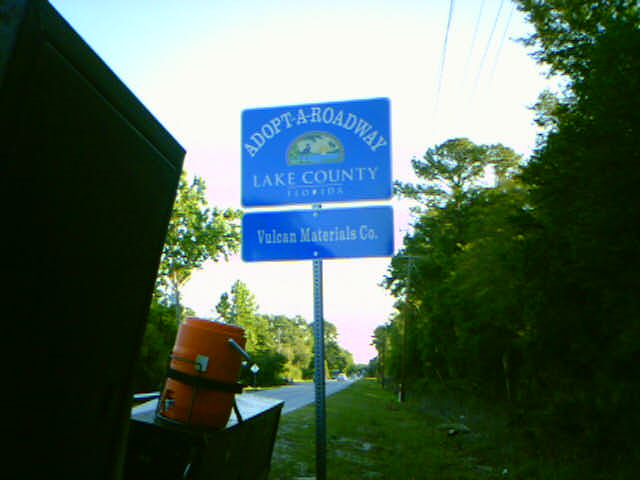 ADOPT-A-ROADWAY
LAKE COUNTY
FLORIDA
Vulcan Materials Co.